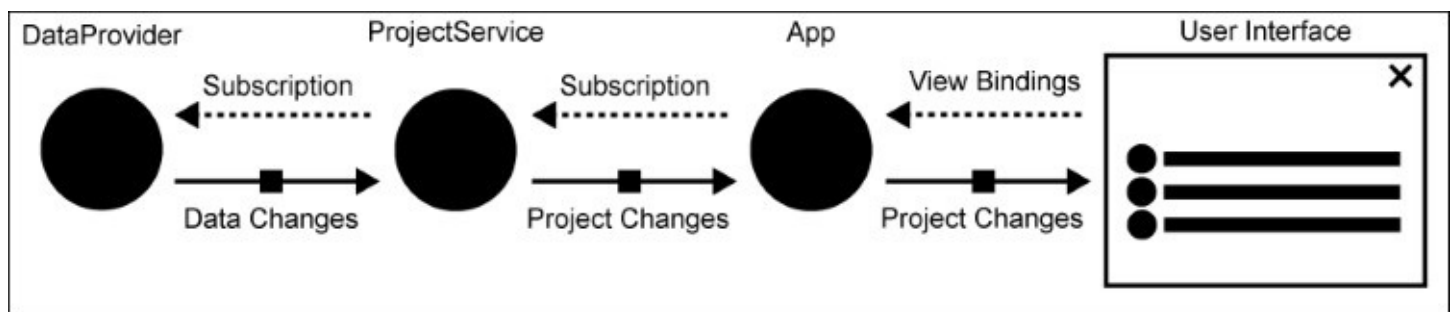 DataProvider
ProjectService
App
User Interface
Subscription
Subscription
View Bindings
Data Changes
Project Changes
Project Changes